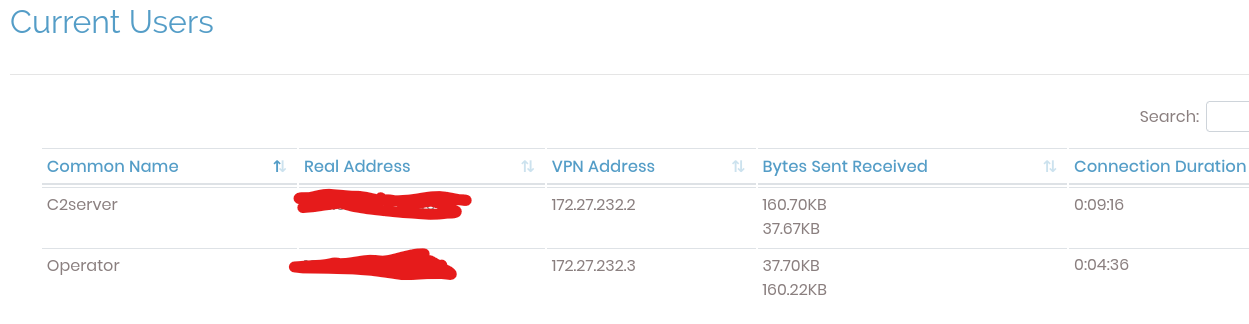 Current Users
Search:
Common Name Real Address VPN Address Bytes Sent Received Connection Duration
C2server 172.27.232.2 160.70KB 0:09:16
37.67KB
Operator 172.27.232.3 37.70KB 0:04:36
160.22KB